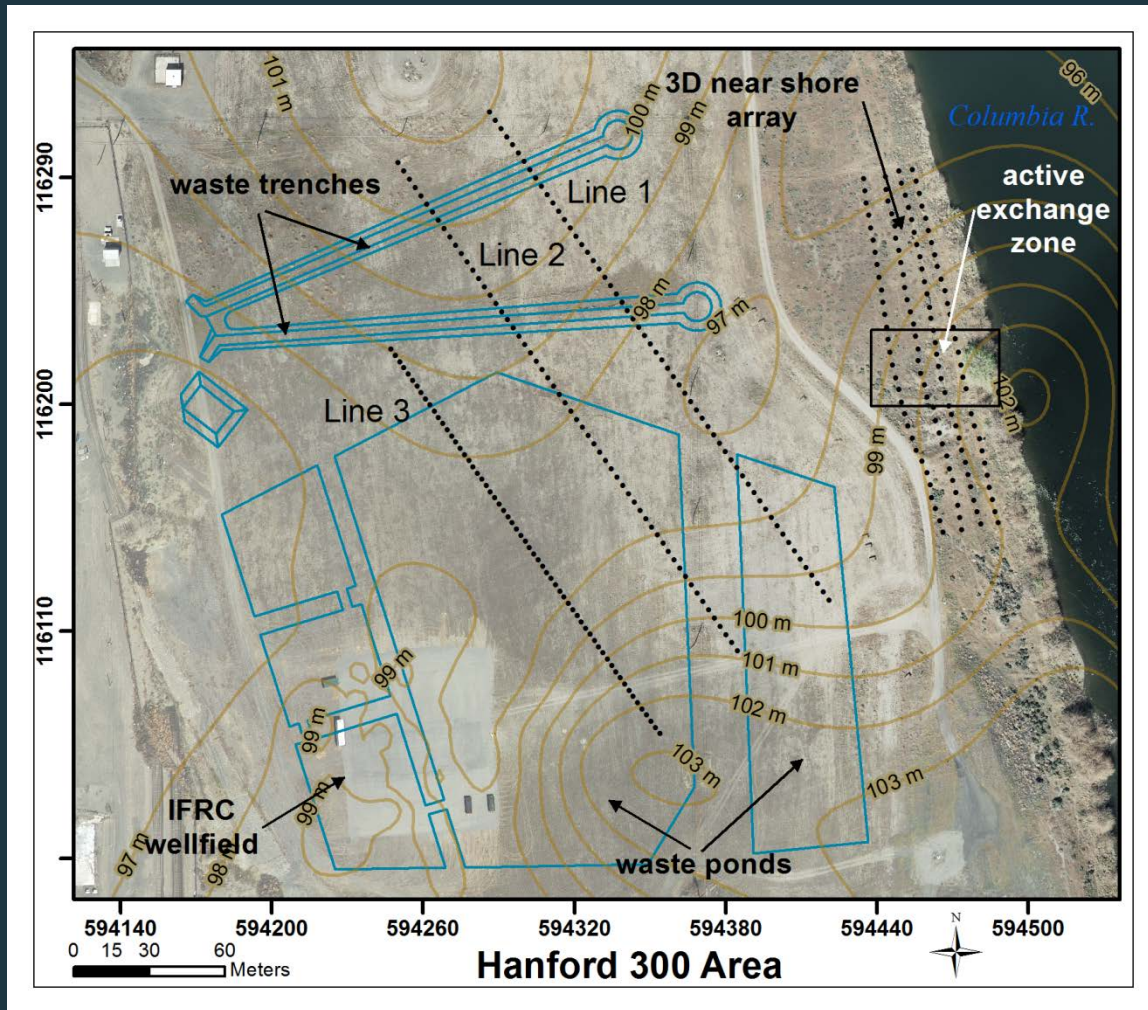 101 m
100 m
99 m
96 m
3D near shore
array
Columbia R.
116290
waste trenches
Line 1
active
exchange
zone
Line 2
98 m
97 m
116200
Line 3
102 m
99 m
116110
100 m
99 m
101 m
99 m
102 m
103 m
103 m
99 m
IFRC
wellfield
waste ponds
97 m
98 m
594140
594200
594260
594320
594380
594440
594500
0 15 30 60
Meters
Hanford 300 Area
N